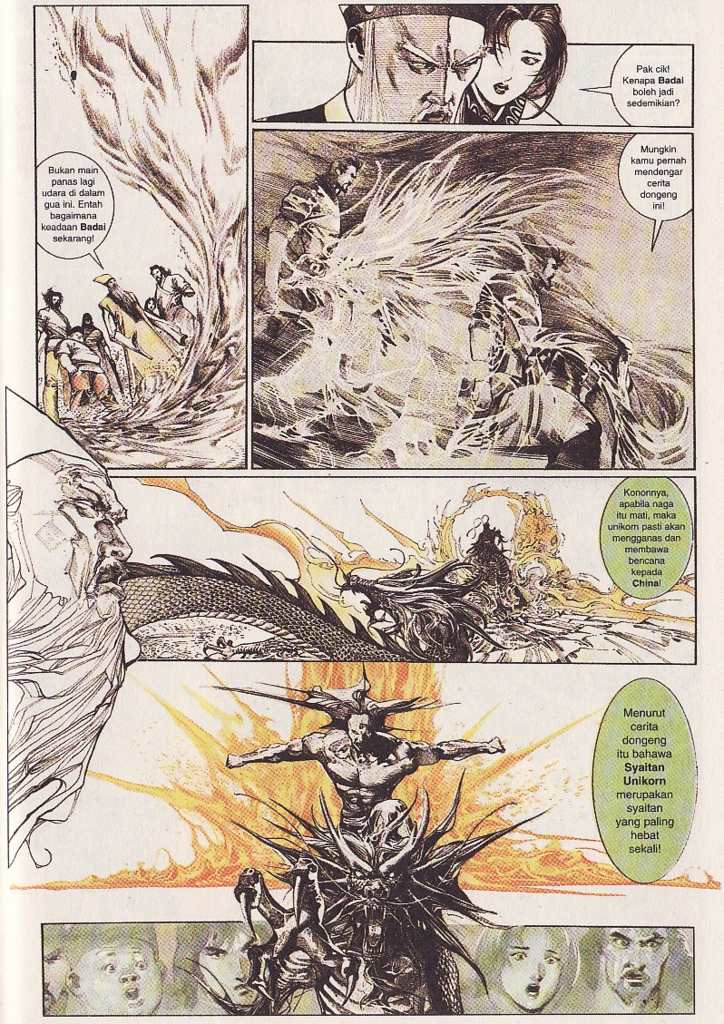 Bukan main
panas lagi
udara di dalam
gua ini. Entah
bagaimana
keadaan Badai
sekarang!
Pak cik!
Kenapa Badai
boleh jadi
sedemikian?
Mungkin
kamu pernah
mendengar
cerita
dongeng
ini!
Kononnya,
apabila naga
itu mati, maka
unikorn pasti akan
mengganas dan
membawa
bencana
kepada
China!
Menurut
cerita
dongeng
itu bahawa
Syaitan
Unikorn
merupakan
syaitan
yang paling
hebat
sekali!